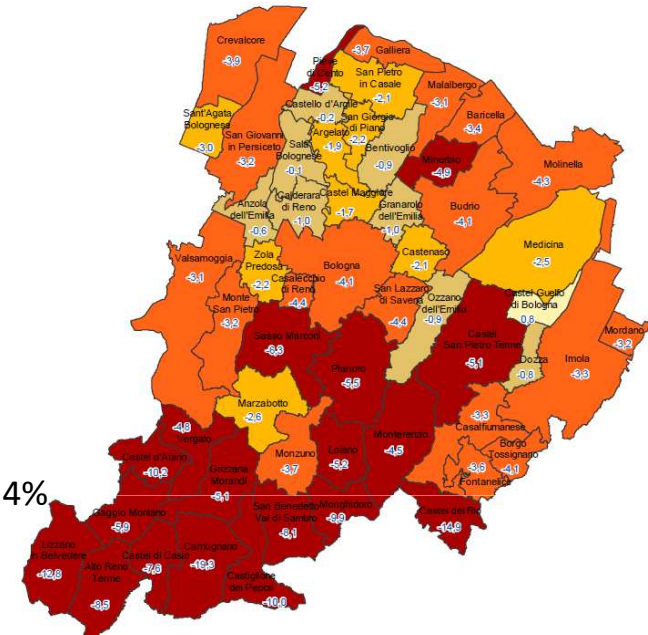 Crevalcore
-3,9
Galliera
-3,7
Pieve
di Cento
-5,2
San Pietro
in Casale
-2,1
Malalbergo
-3,1
Baricella
-3,4
Castello d'Argile
-0,2
San Giorgio
di Piano
-2,2
Sant'Agata
Bolognese
-3,0
San Giovanni
in Persiceto
-3,2
Argelato
-1,9
Sala
Bolognese
-0,1
Bentivoglio
-0,9
Minerbio
-4,9
Molinella
-4,3
Budrio
-4,1
Anzola
dell'Emilia
-0,6
Calderara
di Reno
-1,0
Castel Maggiore
-1,7
Granarolo
dell'Emilia
-1,0
Valsamoggia
-3,1
Zola
Predosa
-2,2
Casalecchio
di Reno
-4,4
Bologna
-4,1
Castenaso
-2,1
Medicina
-2,5
Monte
San Pietro
-3,2
San Lazzaro
di Savena
-4,4
Ozzano
dell'Emilia
-0,9
Castel Guelfo
di Bologna
0,8
Mordano
-3,2
Sasso Marconi
-6,3
Pianoro
-5,5
Castel
San Pietro Terme
-5,1
Dozza
-0,8
Imola
-3,3
Marzabotto
-2,6
-4,8
Vergato
Castel d'Aiano
-10,2
Monzuno
-3,7
Loiano
-5,2
Monterenzio
-4,5
-3,3
Casalfiumanese
Borgo
Tossignano
-4,1
-3,6
Fontanelice
Grizzana
Morandi
-5,1
4%
Gaggio Montano
-5,9
San Benedetto
Val di Sambro
-8,1
Monghidoro
-9,9
Castel del Rio
-14,9
Lizzano
in Belvedere
-12,8
Alto Reno
Terme
-8,5
Castel di Casio
-7,6
Camugnano
-19,3
Castiglione
dei Pepoli
-10,0